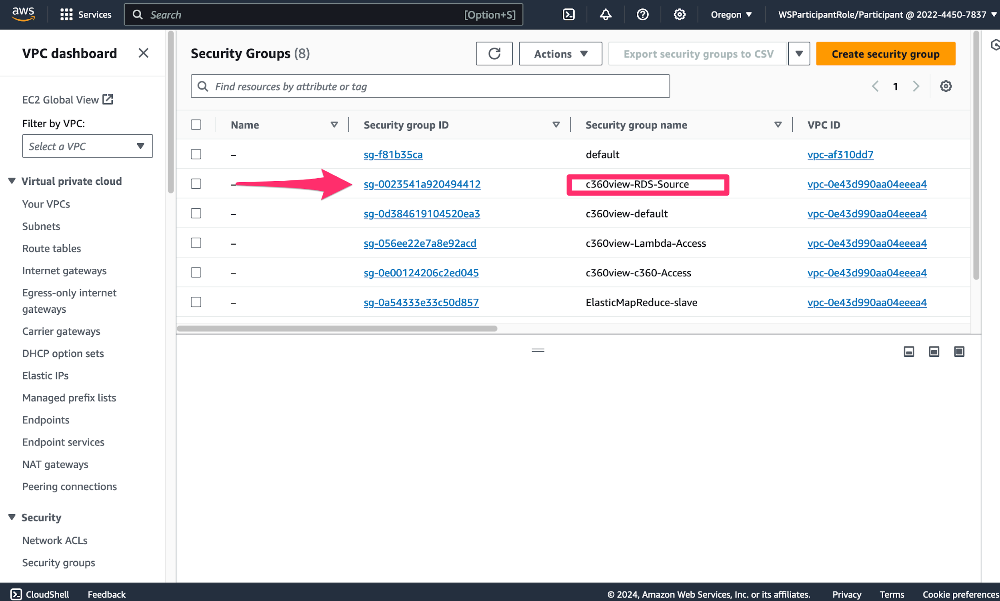 aws Services Search [Option+S] Oregon WSParticipantRole/Participant @ 2022-4450-7837
VPC dashboard
EC2 Global View
Filter by VPC:
Select a VPC
Virtual private cloud
Your VPCs
Subnets
Route tables
Internet gateways
Egress-only internet
gateways
Carrier gateways
DHCP option sets
Elastic IPs
Managed prefix lists
Endpoints
Endpoint services
NAT gateways
Peering connections
Security
Network ACLs
Security groups
Security Groups (8) Actions Export security groups to CSV Create security group
Find resources by attribute or tag 1
Name Security group ID Security group name VPC ID
– sg-f81b35ca default vpc-af310dd7
– sg-0023541a920494412 c360view-RDS-Source vpc-0e43d990aa04eeea4
– sg-0d384619104520ea3 c360view-default vpc-0e43d990aa04eeea4
– sg-056ee22e7a8e92acd c360view-Lambda-Access vpc-0e43d990aa04eeea4
– sg-0e00124206c2ed045 c360view-c360-Access vpc-0e43d990aa04eeea4
– sg-0a54333e33c50d857 ElasticMapReduce-slave vpc-0e43d990aa04eeea4
CloudShell Feedback © 2024, Amazon Web Services, Inc. or its affiliates. Privacy Terms Cookie preferences